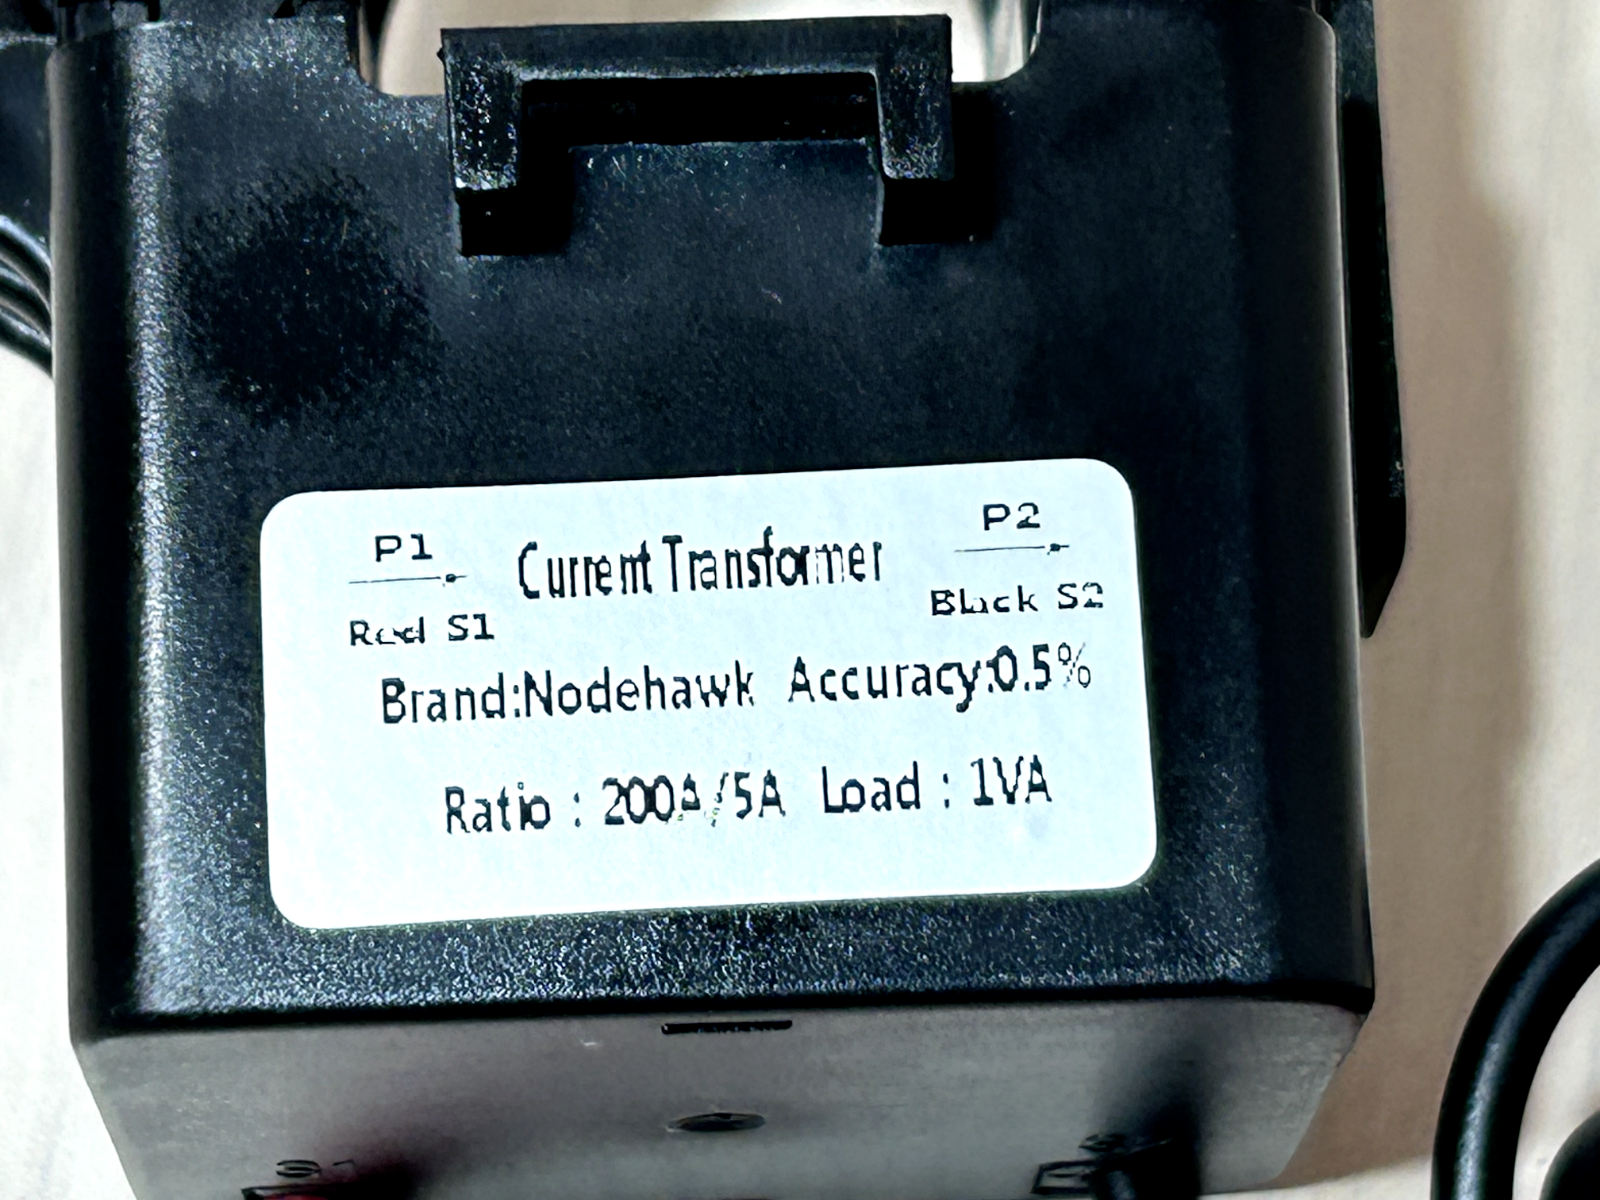 P1 Current Transformer P2
Red S1 Black S2
Brand:Nodehawk Accuracy:0.5%
Ratio : 200A/5A Load : 1VA